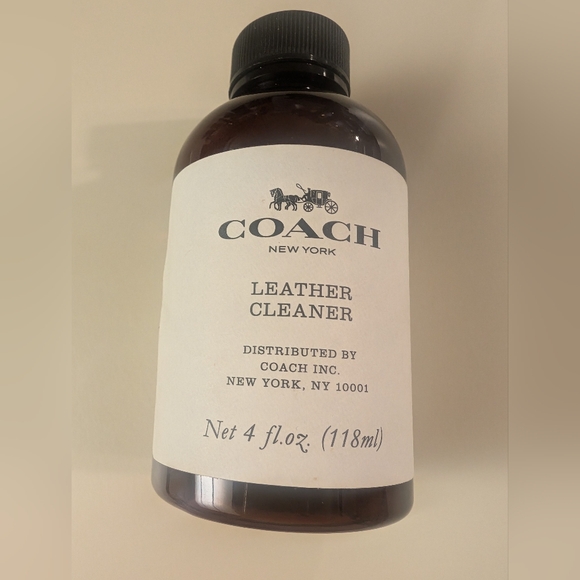 COACH
NEW YORK
LEATHER
CLEANER
DISTRIBUTED BY
COACH INC.
NEW YORK, NY 10001
Net 4 fl.oz. (118ml)